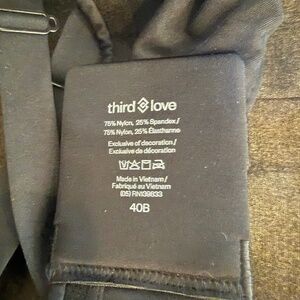 third love
75% Nylon, 25% Spandex/
75% Nylon, 25% Élasthanne
Exclusive of decoration/
Exclusive de décoration
Made in Vietnam/
Fabriqué au Vietnam
(05) RN139833
40B